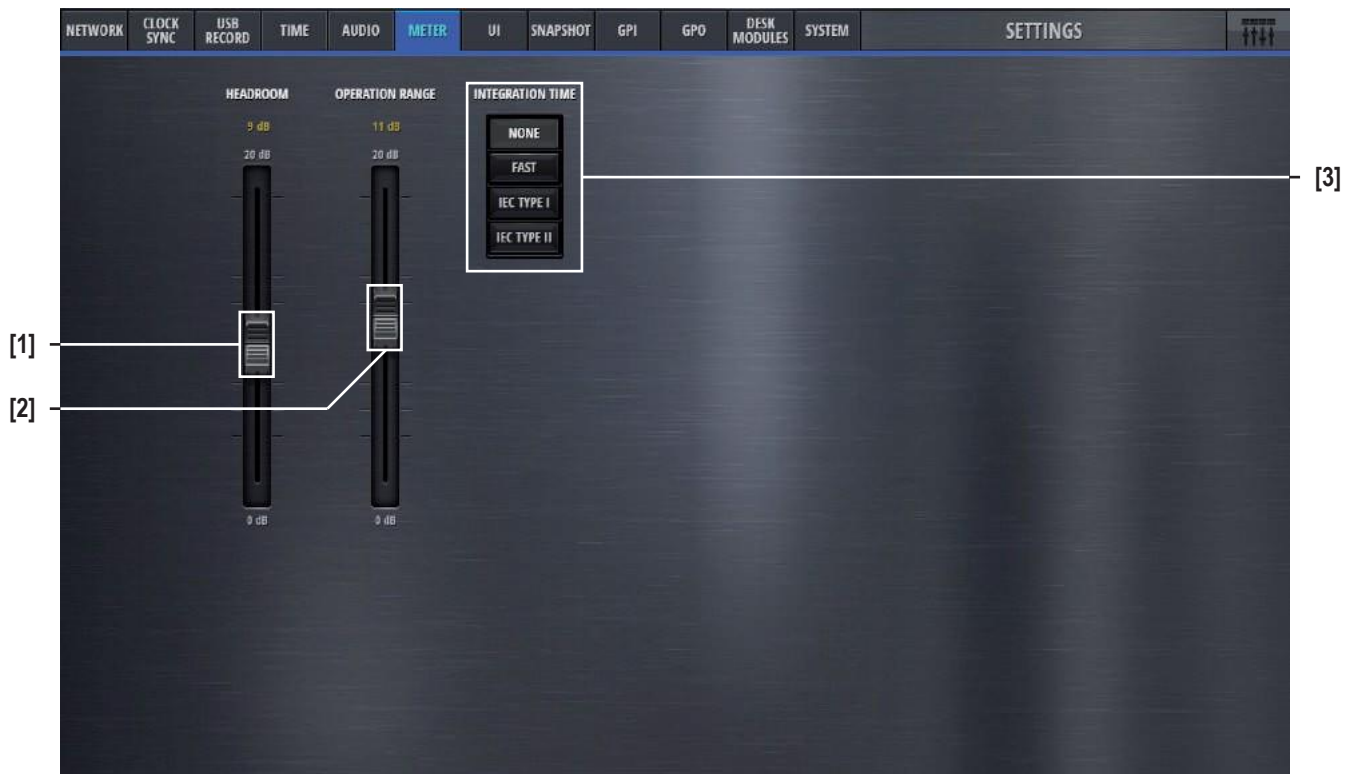 NETWORK
CLOCK
SYNC
USB
RECORD
TIME
AUDIO
METER
UI
SNAPSHOT
GPI
GPO
DESK
MODULES
SYSTEM
SETTINGS
HEADROOM
OPERATION RANGE
INTEGRATION TIME
9 dB
11 dB
20 dB
20 dB
NONE
FAST
IEC TYPE I
IEC TYPE II
[3]
[1]
[2]
0 dB
0 dB